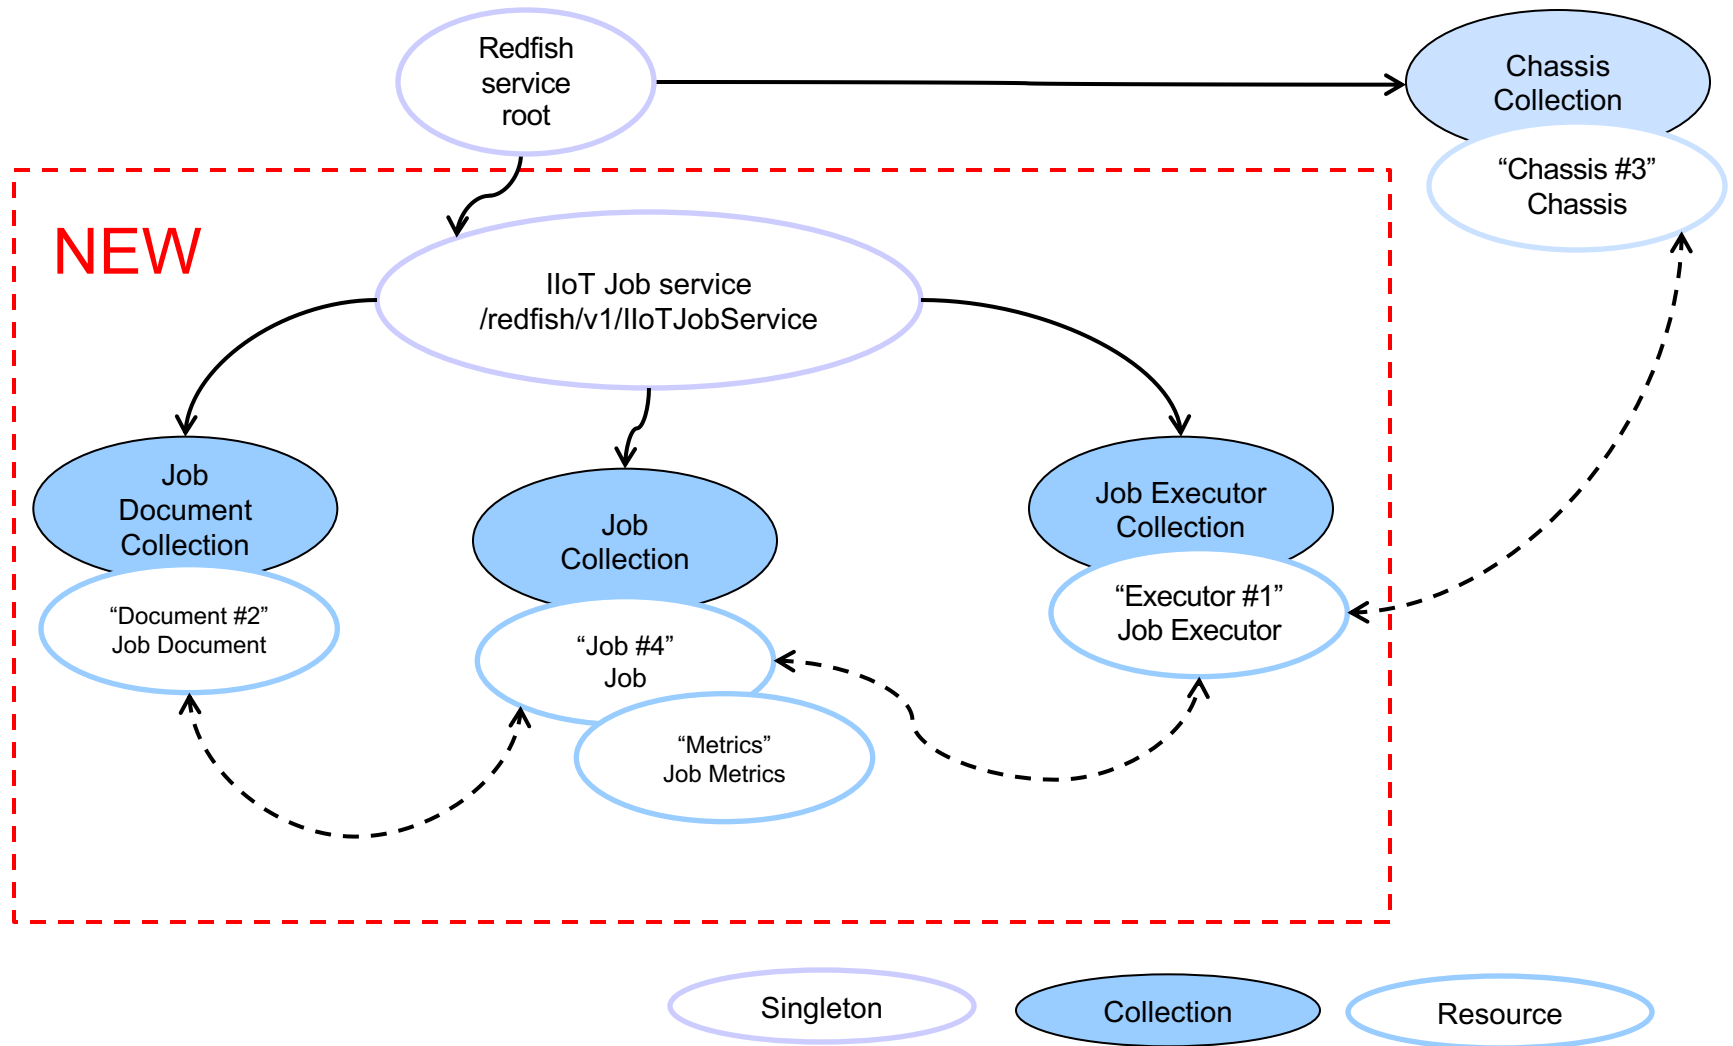 Redfish
service
root
Chassis
Collection
“Chassis #3”
Chassis
NEW
IIoT Job service
/redfish/v1/IIoTJobService
Job
Document
Collection
“Document #2”
Job Document
Job
Collection
“Job #4”
Job
“Metrics”
Job Metrics
Job Executor
Collection
“Executor #1”
Job Executor
Singleton
Collection
Resource